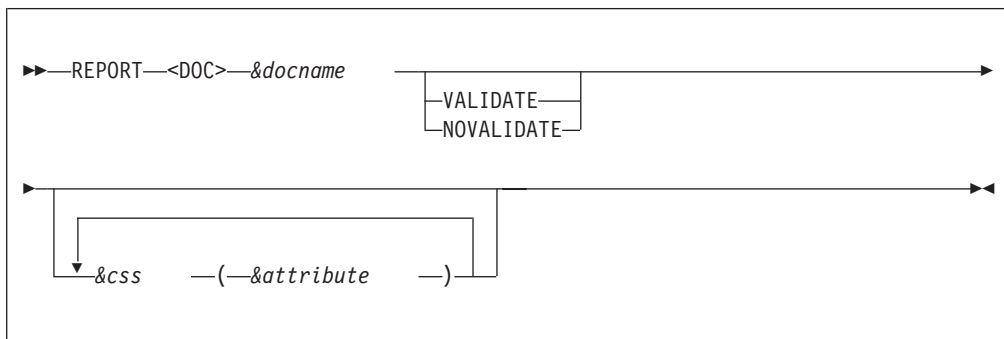 REPORT <DOC> &docname
VALIDATE
NOVALIDATE
&css ( &attribute )